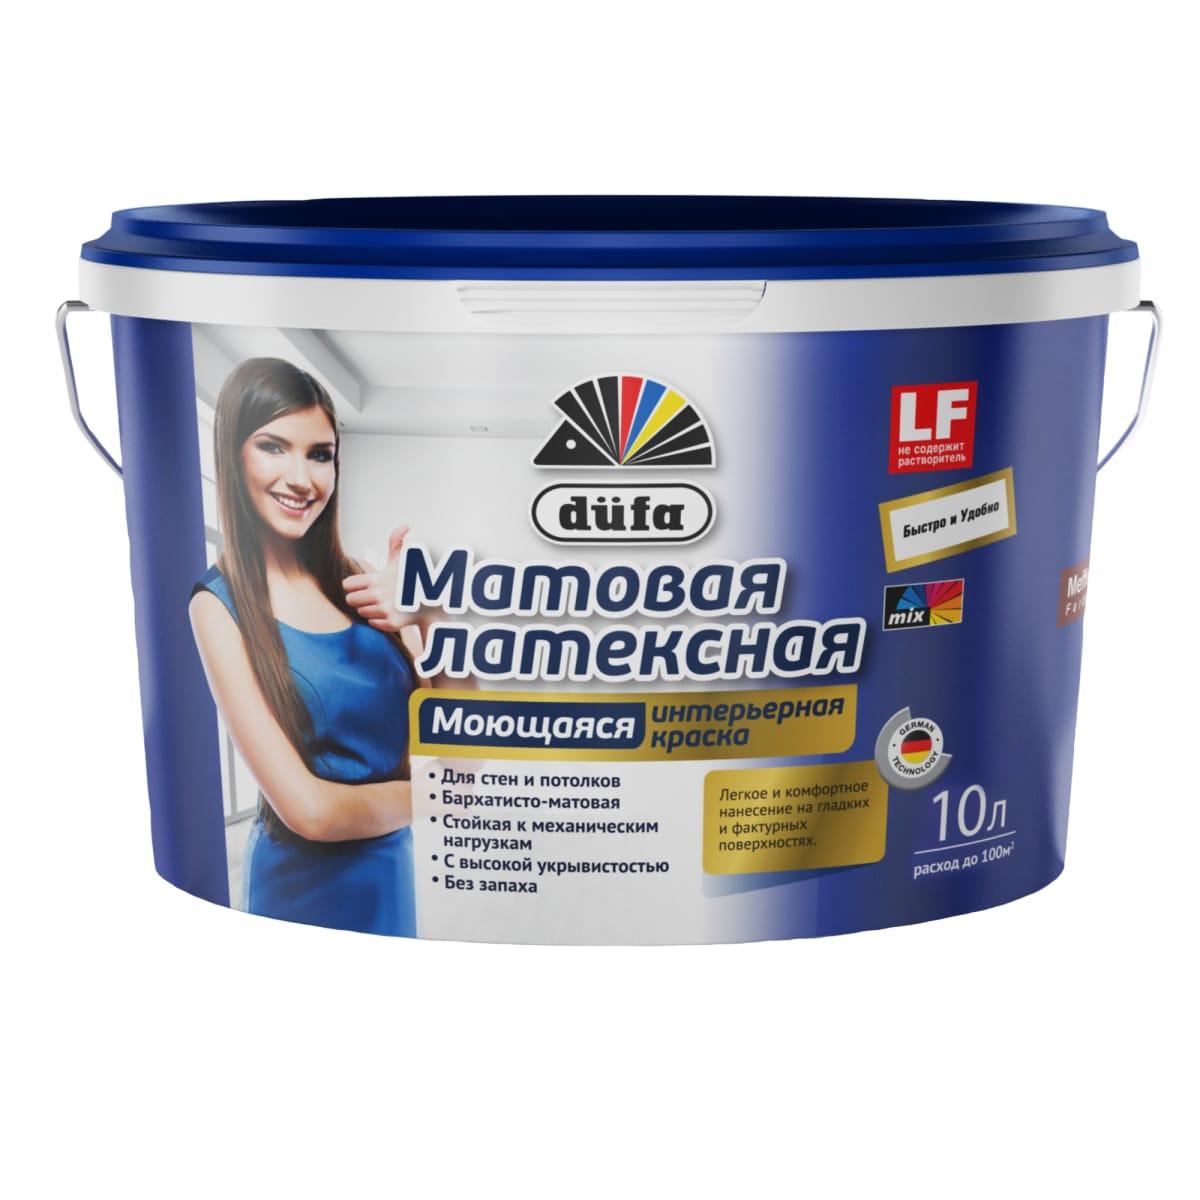 düfa
Матовая
латексная
Моющаяся
интерьерная
краска
• Для стен и потолков
• Бархатисто-матовая
• Стойкая к механическим
нагрузкам
• С высокой укрывистостью
• Без запаха
LF
не содержит
растворитель
Быстро и Удобно
mix
GERMAN
TECHNOLOGY
Легкое и комфортное
нанесение на гладких
и фактурных
поверхностях.
10л
расход до 100м²